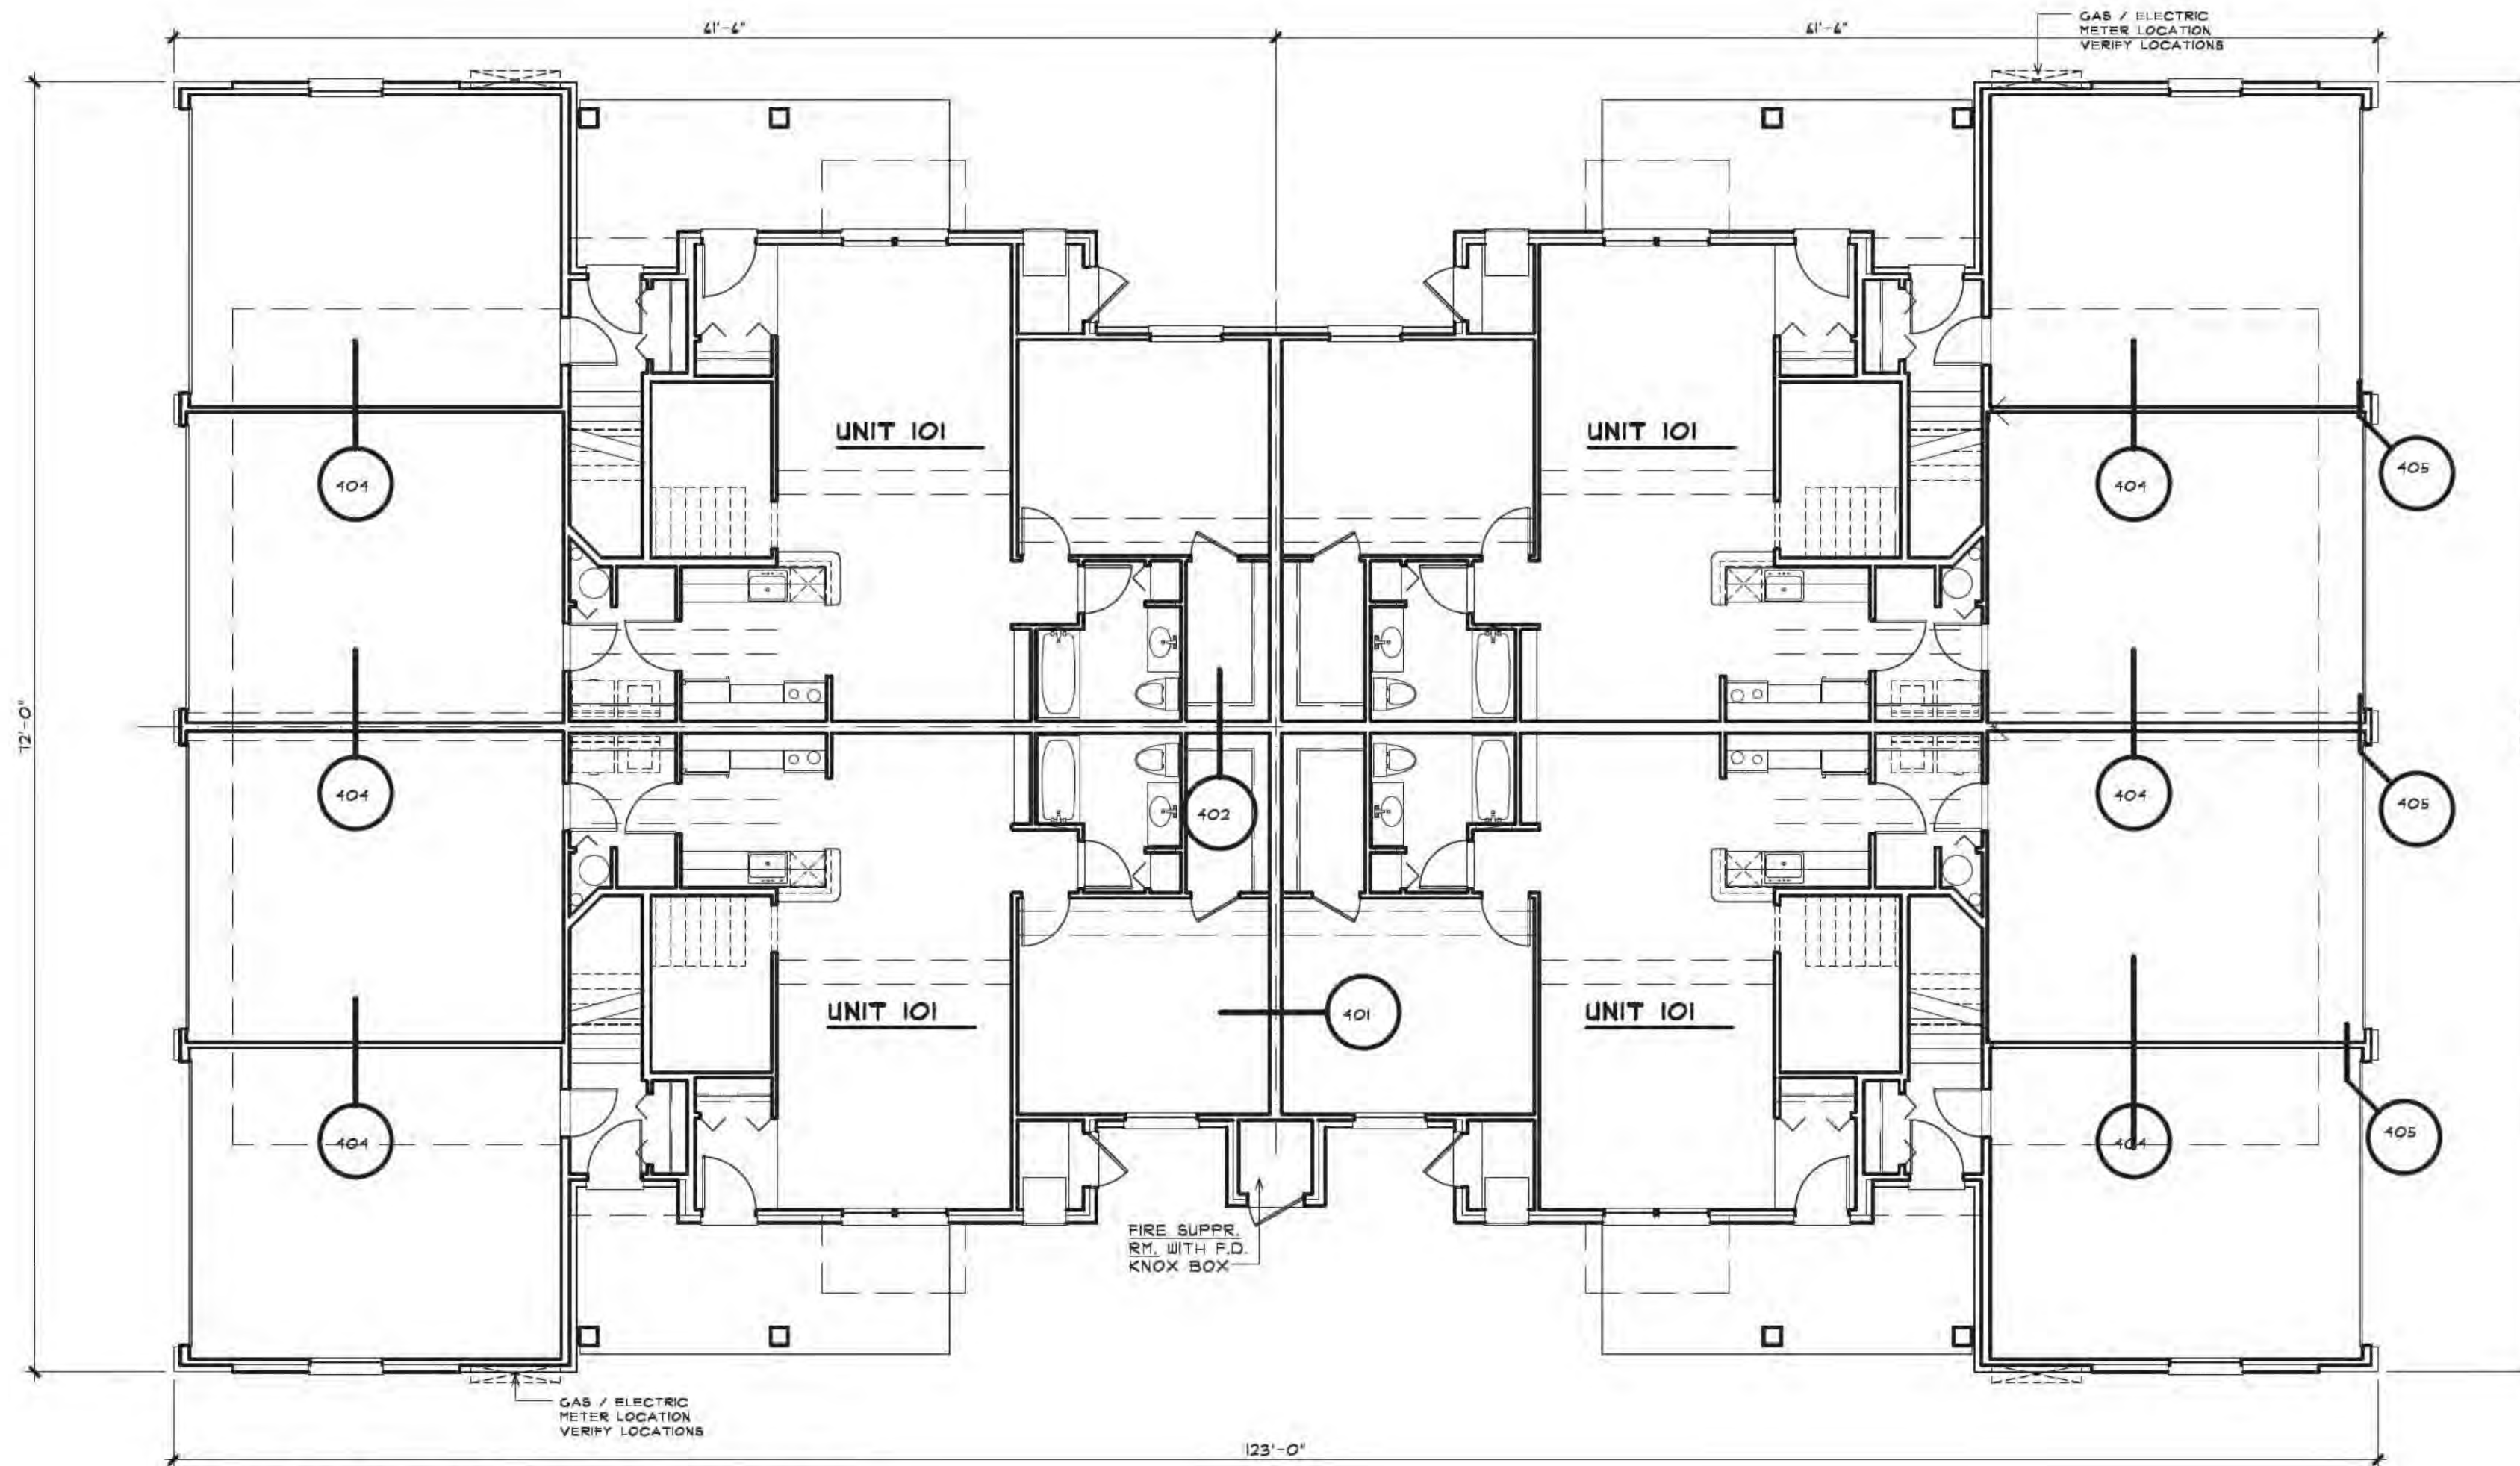 61'-6"
61'-6"
GAS / ELECTRIC
METER LOCATION
VERIFY LOCATIONS
UNIT 101
UNIT 101
404
404
405
72'-0"
404
402
404
405
UNIT 101
401
UNIT 101
404
404
405
FIRE SUPPR.
RM. WITH F.D.
KNOX BOX
GAS / ELECTRIC
METER LOCATION
VERIFY LOCATIONS
123'-0"